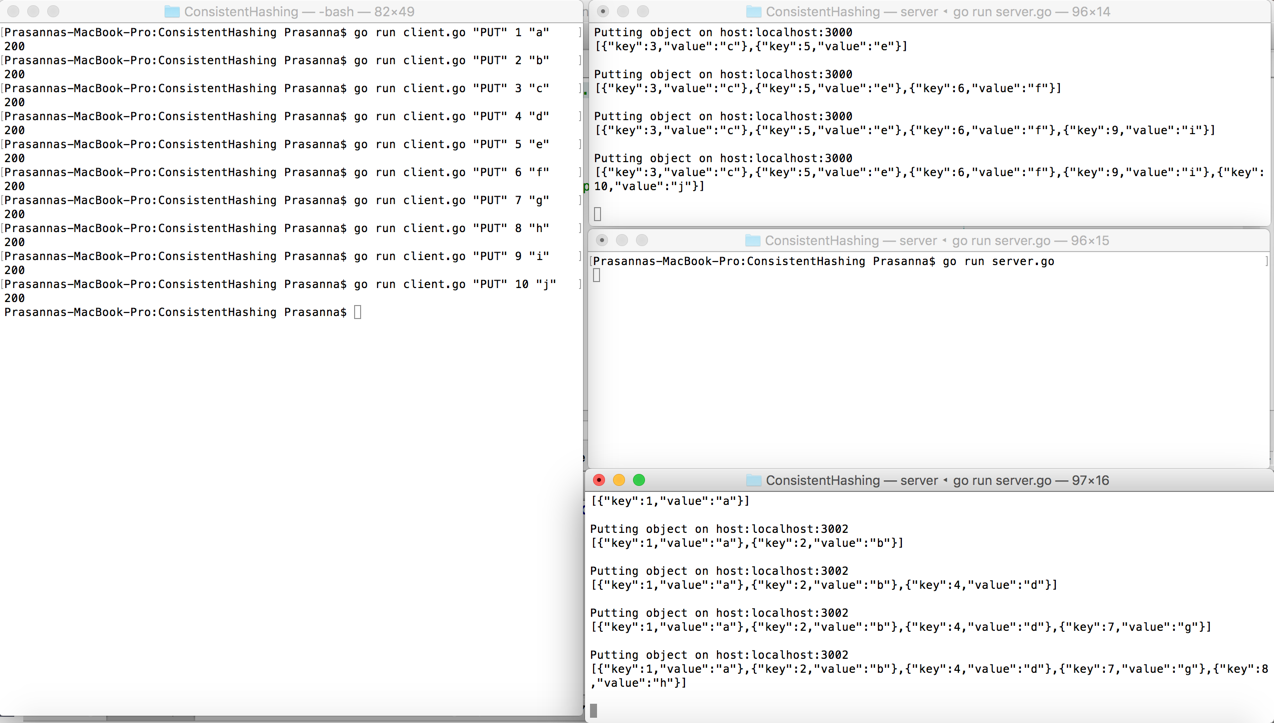 ConsistentHashing — -bash — 82×49
[Prasannas-MacBook-Pro:ConsistentHashing Prasanna$ go run client.go "PUT" 1 "a" ]
200
[Prasannas-MacBook-Pro:ConsistentHashing Prasanna$ go run client.go "PUT" 2 "b" ]
200
[Prasannas-MacBook-Pro:ConsistentHashing Prasanna$ go run client.go "PUT" 3 "c" ]
200
[Prasannas-MacBook-Pro:ConsistentHashing Prasanna$ go run client.go "PUT" 4 "d" ]
200
[Prasannas-MacBook-Pro:ConsistentHashing Prasanna$ go run client.go "PUT" 5 "e" ]
200
[Prasannas-MacBook-Pro:ConsistentHashing Prasanna$ go run client.go "PUT" 6 "f" ]
200
[Prasannas-MacBook-Pro:ConsistentHashing Prasanna$ go run client.go "PUT" 7 "g" ]
200
[Prasannas-MacBook-Pro:ConsistentHashing Prasanna$ go run client.go "PUT" 8 "h" ]
200
[Prasannas-MacBook-Pro:ConsistentHashing Prasanna$ go run client.go "PUT" 9 "i" ]
200
[Prasannas-MacBook-Pro:ConsistentHashing Prasanna$ go run client.go "PUT" 10 "j" ]
200
Prasannas-MacBook-Pro:ConsistentHashing Prasanna$
ConsistentHashing — server ◂ go run server.go — 96×14
Putting object on host:localhost:3000
[{"key":3,"value":"c"},{"key":5,"value":"e"}]
Putting object on host:localhost:3000
[{"key":3,"value":"c"},{"key":5,"value":"e"},{"key":6,"value":"f"}]
Putting object on host:localhost:3000
[{"key":3,"value":"c"},{"key":5,"value":"e"},{"key":6,"value":"f"},{"key":9,"value":"i"}]
Putting object on host:localhost:3000
[{"key":3,"value":"c"},{"key":5,"value":"e"},{"key":6,"value":"f"},{"key":9,"value":"i"},{"key":
10,"value":"j"}]
ConsistentHashing — server ◂ go run server.go — 96×15
[Prasannas-MacBook-Pro:ConsistentHashing Prasanna$ go run server.go ]
ConsistentHashing — server ◂ go run server.go — 97×16
[{"key":1,"value":"a"}]
Putting object on host:localhost:3002
[{"key":1,"value":"a"},{"key":2,"value":"b"}]
Putting object on host:localhost:3002
[{"key":1,"value":"a"},{"key":2,"value":"b"},{"key":4,"value":"d"}]
Putting object on host:localhost:3002
[{"key":1,"value":"a"},{"key":2,"value":"b"},{"key":4,"value":"d"},{"key":7,"value":"g"}]
Putting object on host:localhost:3002
[{"key":1,"value":"a"},{"key":2,"value":"b"},{"key":4,"value":"d"},{"key":7,"value":"g"},{"key":8
,"value":"h"}]